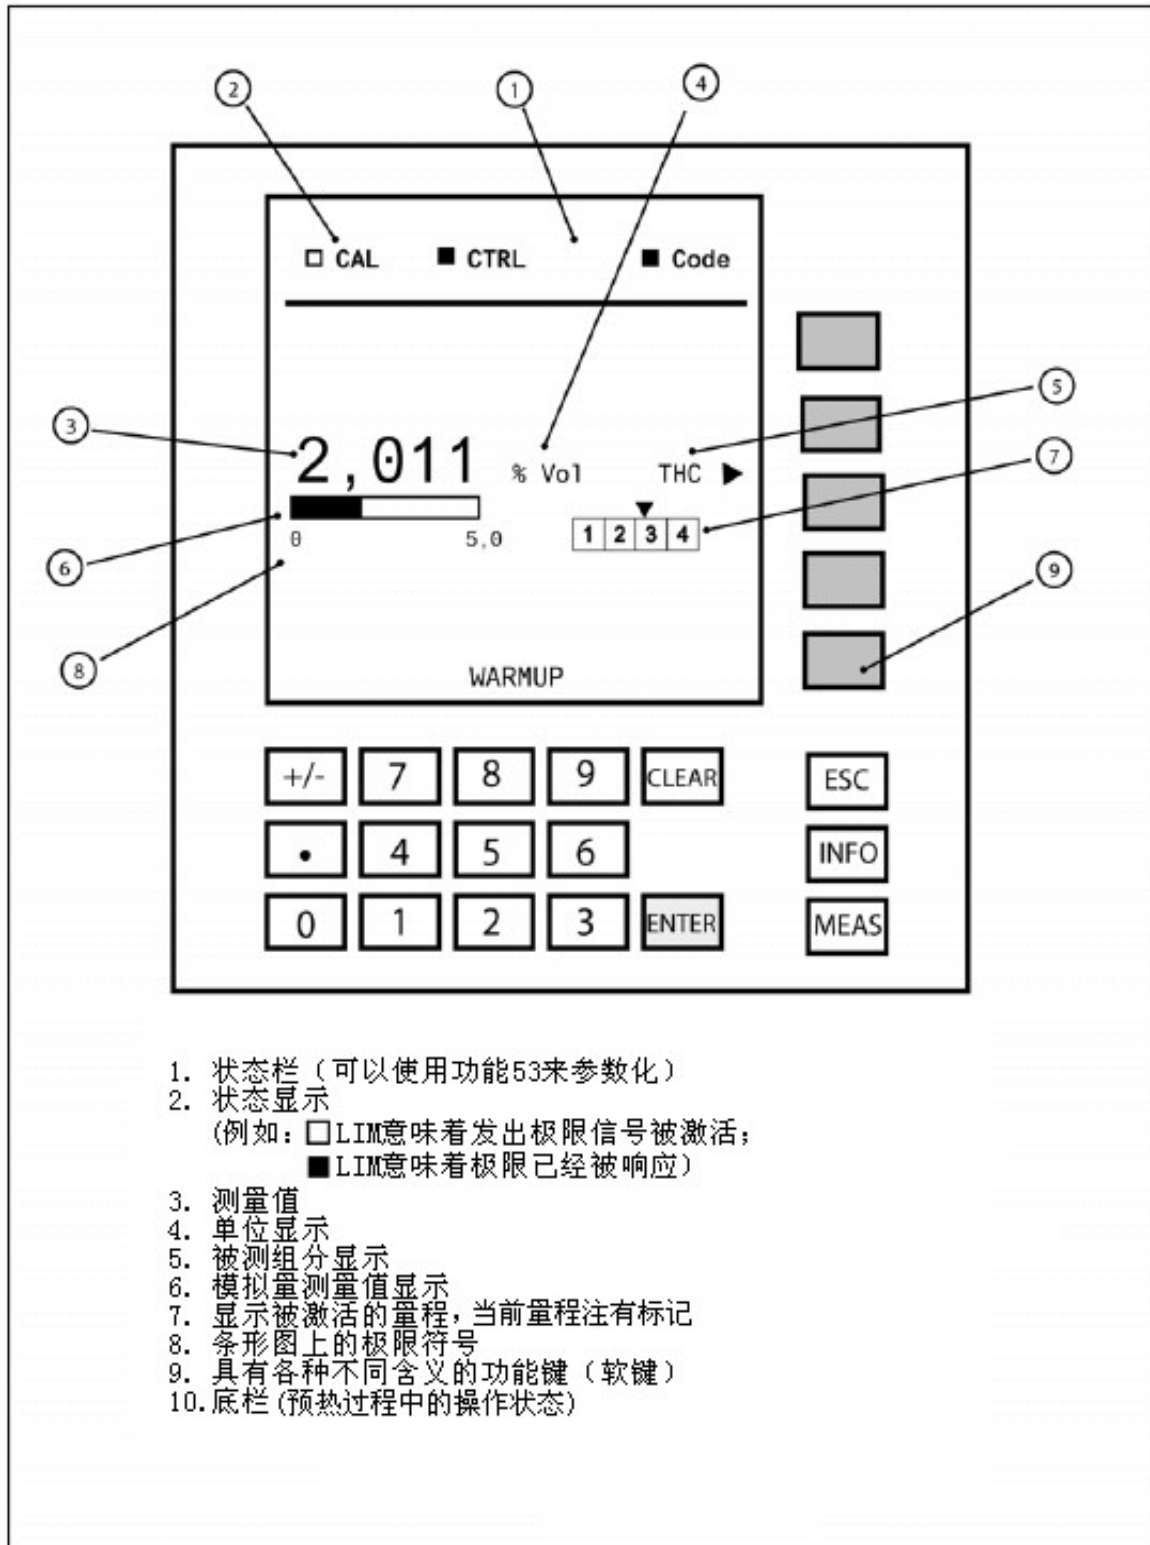 ② ① ④
□ CAL ■ CTRL ■ Code
⑤
③
2,011 % Vol THC ▶
⑦
1 2 3 4
0 5,0
⑥
⑨
⑧
WARMUP
+/- 7 8 9 CLEAR ESC
• 4 5 6 INFO
0 1 2 3 ENTER MEAS
1. 状态栏（可以使用功能53来参数化）
2. 状态显示
(例如：□LIM意味着发出极限信号被激活；
■LIM意味着极限已经被响应）
3. 测量值
4. 单位显示
5. 被测组分显示
6. 模拟量测量值显示
7. 显示被激活的量程，当前量程注有标记
8. 条形图上的极限符号
9. 具有各种不同含义的功能键（软键）
10.底栏(预热过程中的操作状态)